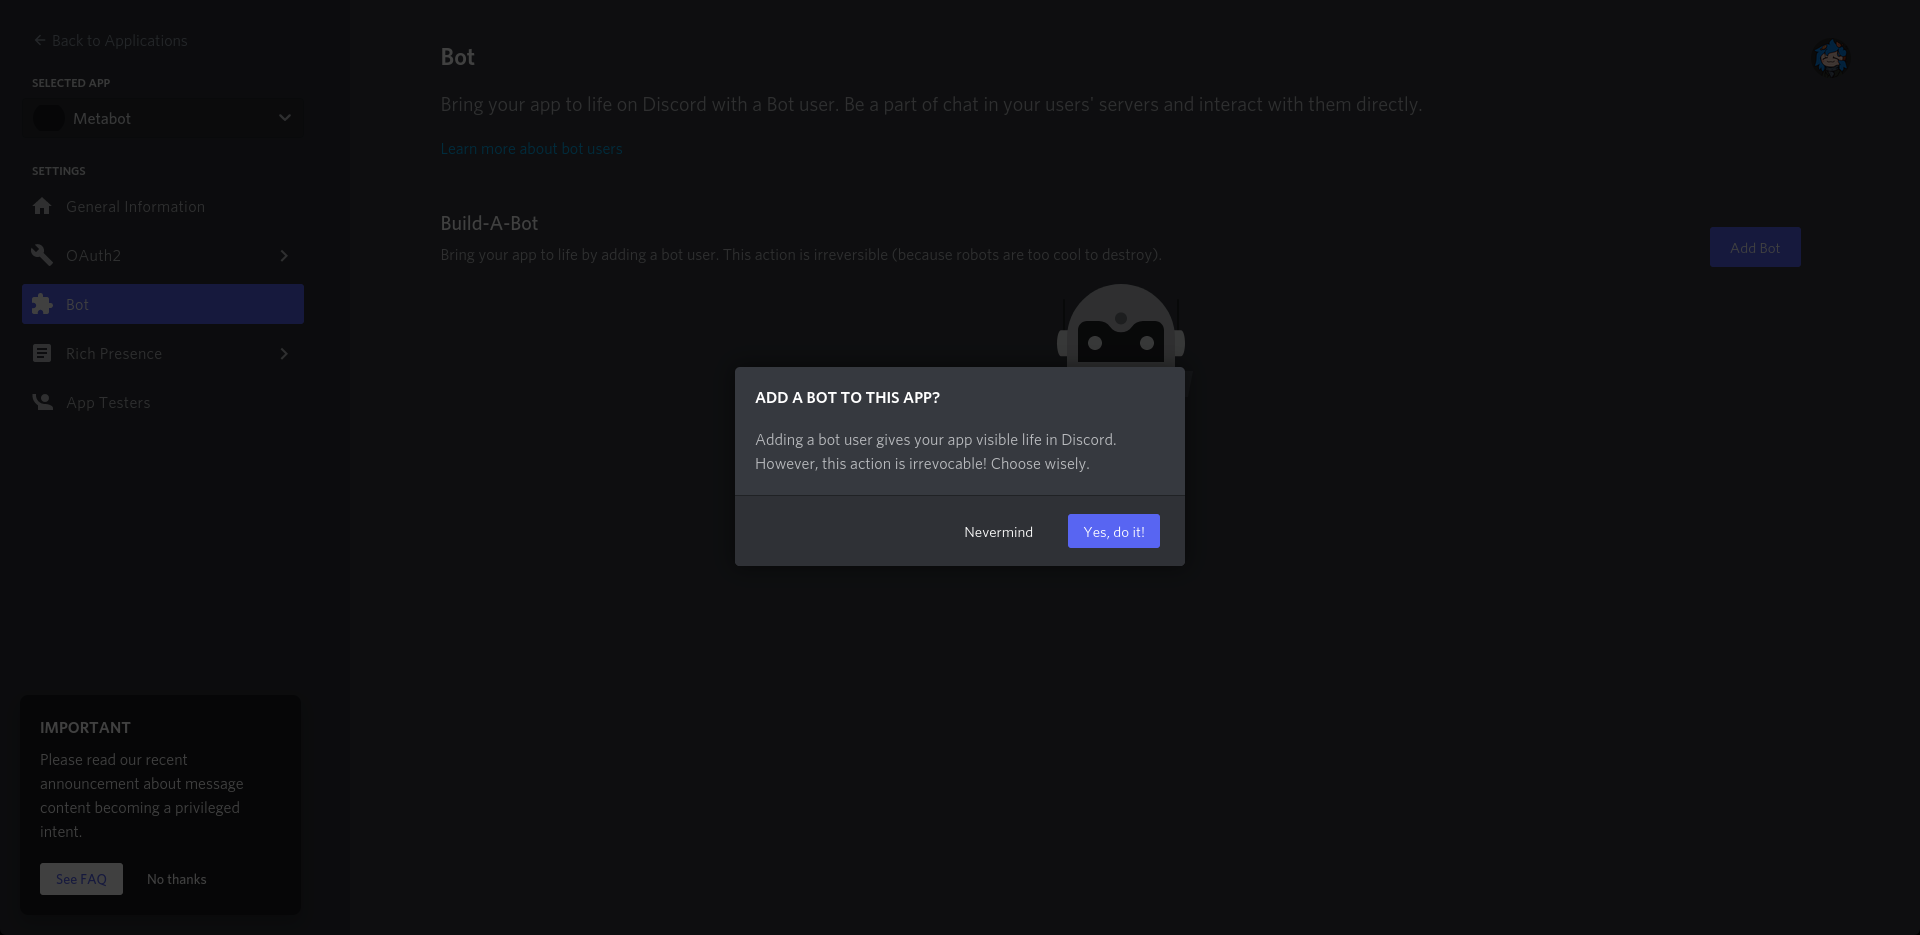 Back to Applications
SELECTED APP
Metabot
SETTINGS
General Information
OAuth2
Bot
Rich Presence
App Testers
IMPORTANT
Please read our recent
announcement about message
content becoming a privileged
intent.
See FAQ No thanks
Bot
Bring your app to life on Discord with a Bot user. Be a part of chat in your users' servers and interact with them directly.
Learn more about bot users
Build-A-Bot
Bring your app to life by adding a bot user. This action is irreversible (because robots are too cool to destroy).
Add Bot
ADD A BOT TO THIS APP?
Adding a bot user gives your app visible life in Discord.
However, this action is irrevocable! Choose wisely.
Nevermind Yes, do it!